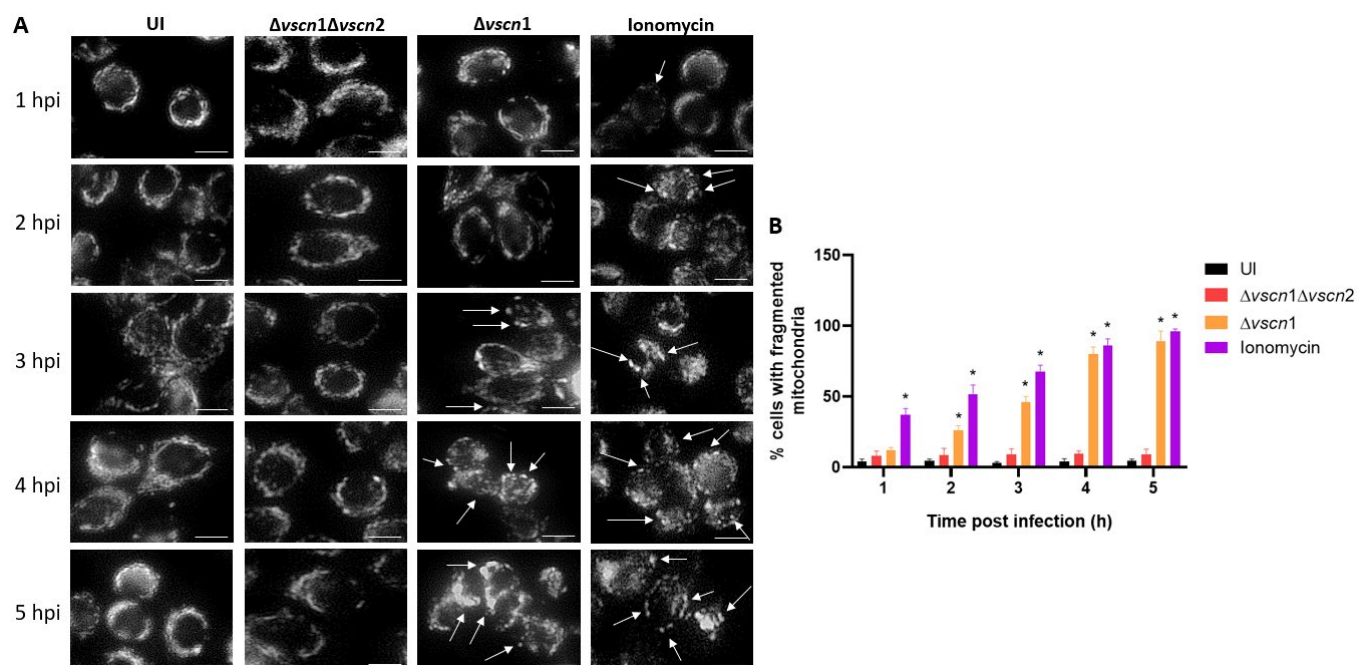 A
UI
Δvscn1Δvscn2
Δvscn1
Ionomycin
1 hpi
2 hpi
3 hpi
4 hpi
5 hpi
B
% cells with fragmented
mitochondria
150
100
50
0
* * * * * * * * *
1 2 3 4 5
Time post infection (h)
UI
Δvscn1Δvscn2
Δvscn1
Ionomycin